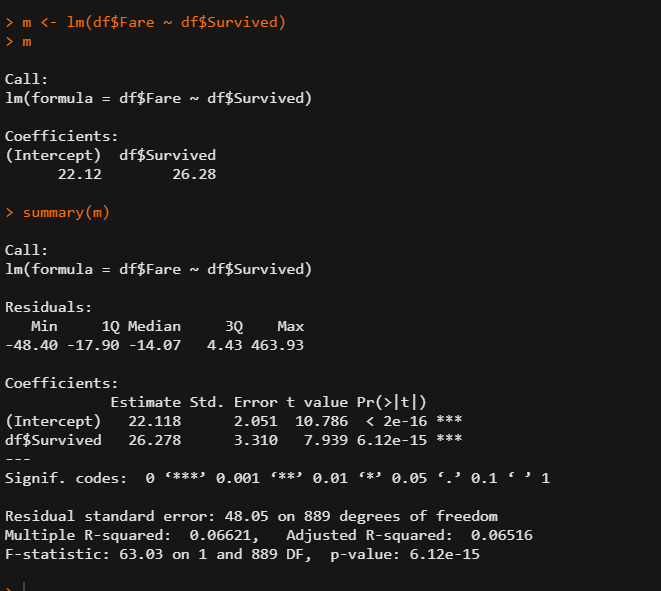 > m <- lm(df$Fare ~ df$Survived)
> m
Call:
lm(formula = df$Fare ~ df$Survived)
Coefficients:
(Intercept)  df$Survived
      22.12        26.28
> summary(m)
Call:
lm(formula = df$Fare ~ df$Survived)
Residuals:
   Min     1Q Median     3Q    Max
-48.40 -17.90 -14.07   4.43 463.93
Coefficients:
            Estimate Std. Error t value Pr(>|t|)
(Intercept)   22.118      2.051  10.786  < 2e-16 ***
df$Survived   26.278      3.310   7.939 6.12e-15 ***
---
Signif. codes:  0 ‘***’ 0.001 ‘**’ 0.01 ‘*’ 0.05 ‘.’ 0.1 ‘ ’ 1
Residual standard error: 48.05 on 889 degrees of freedom
Multiple R-squared:  0.06621,   Adjusted R-squared:  0.06516
F-statistic: 63.03 on 1 and 889 DF,  p-value: 6.12e-15
>